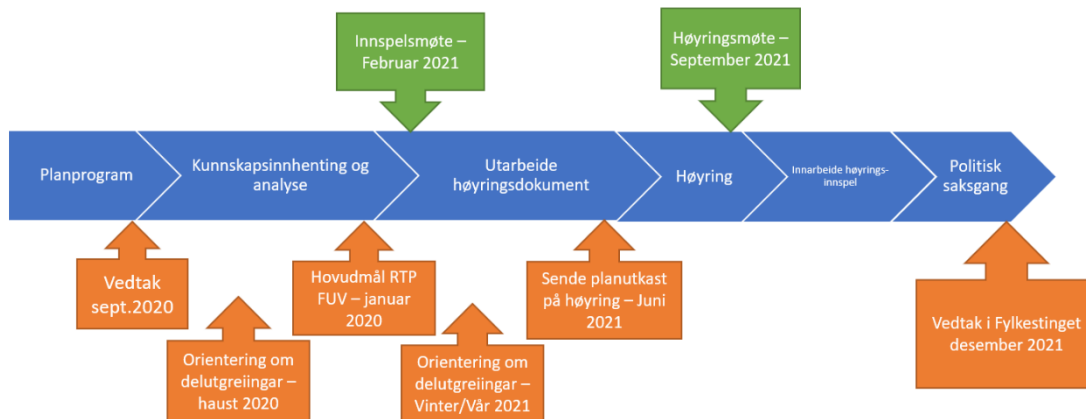 Innspelsmøte –
Februar 2021
Høyringsmøte –
September 2021
Planprogram
Kunnskapsinnhenting og
analyse
Utarbeide
høyringsdokument
Høyring
Innarbeide høyrings-
innspel
Politisk
saksgang
Vedtak
sept.2020
Orientering om
delutgreiingar –
haust 2020
Hovudmål RTP
FUV – januar
2020
Orientering om
delutgreiingar –
Vinter/Vår 2021
Sende planutkast
på høyring – Juni
2021
Vedtak i Fylkestinget
desember 2021